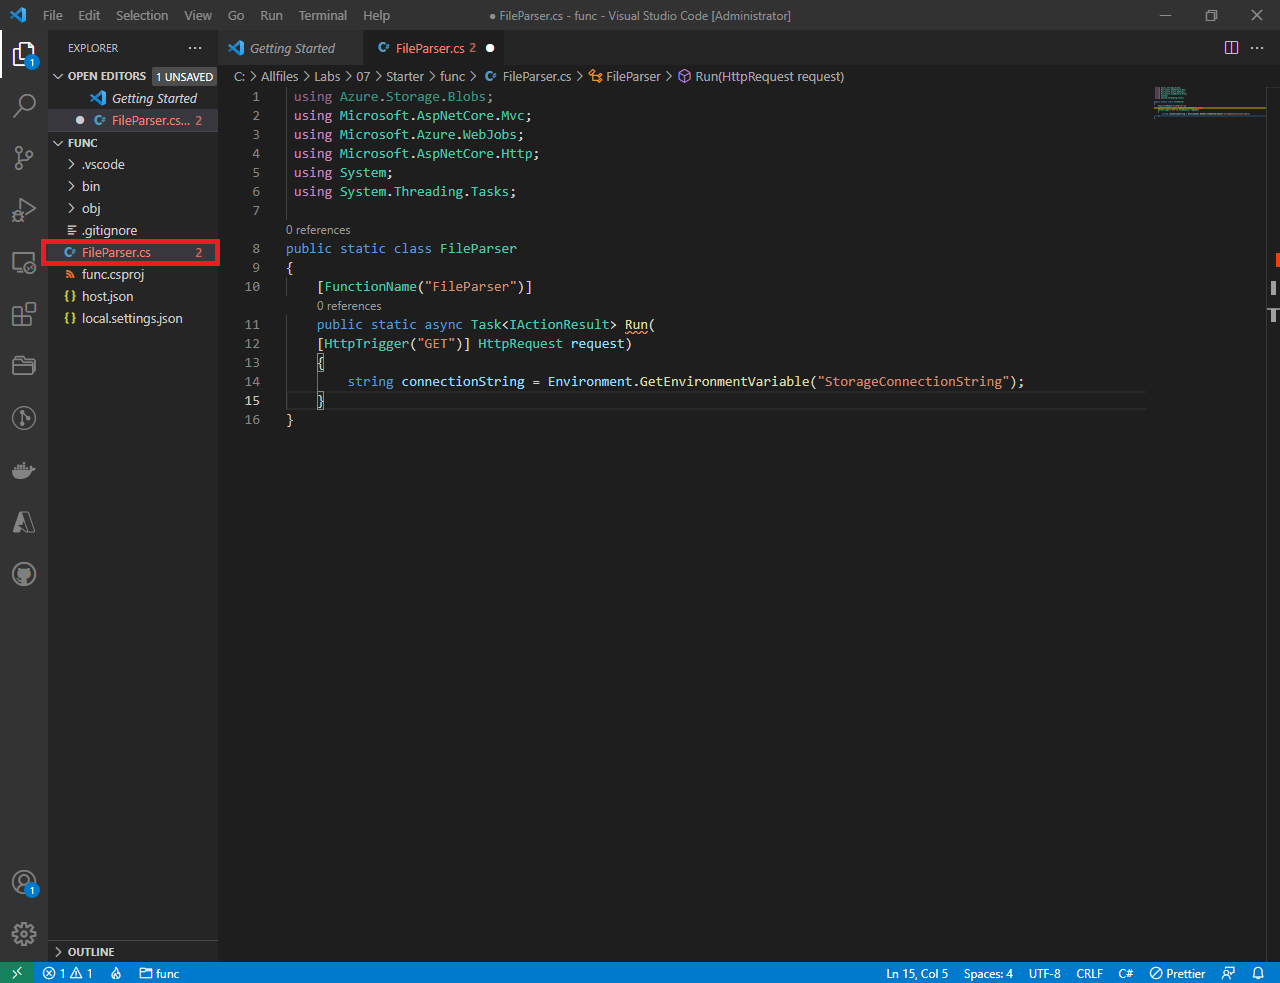 File Edit Selection View Go Run Terminal Help
● FileParser.cs - func - Visual Studio Code [Administrator]
EXPLORER
Getting Started
C# FileParser.cs 2 ●
OPEN EDITORS 1 UNSAVED
Getting Started
● C# FileParser.cs... 2
FUNC
.vscode
bin
obj
.gitignore
C# FileParser.cs 2
func.csproj
{} host.json
{} local.settings.json
OUTLINE
1
1
C: > Allfiles > Labs > 07 > Starter > func > C# FileParser.cs > FileParser > Run(HttpRequest request)
1 using Azure.Storage.Blobs;
2 using Microsoft.AspNetCore.Mvc;
3 using Microsoft.Azure.WebJobs;
4 using Microsoft.AspNetCore.Http;
5 using System;
6 using System.Threading.Tasks;
7
0 references
8 public static class FileParser
9 {
10 [FunctionName("FileParser")]
0 references
11 public static async Task<IActionResult> Run(
12 [HttpTrigger("GET")] HttpRequest request)
13 {
14 string connectionString = Environment.GetEnvironmentVariable("StorageConnectionString");
15 }
16 }
1 1 func
Ln 15, Col 5 Spaces: 4 UTF-8 CRLF C# Prettier